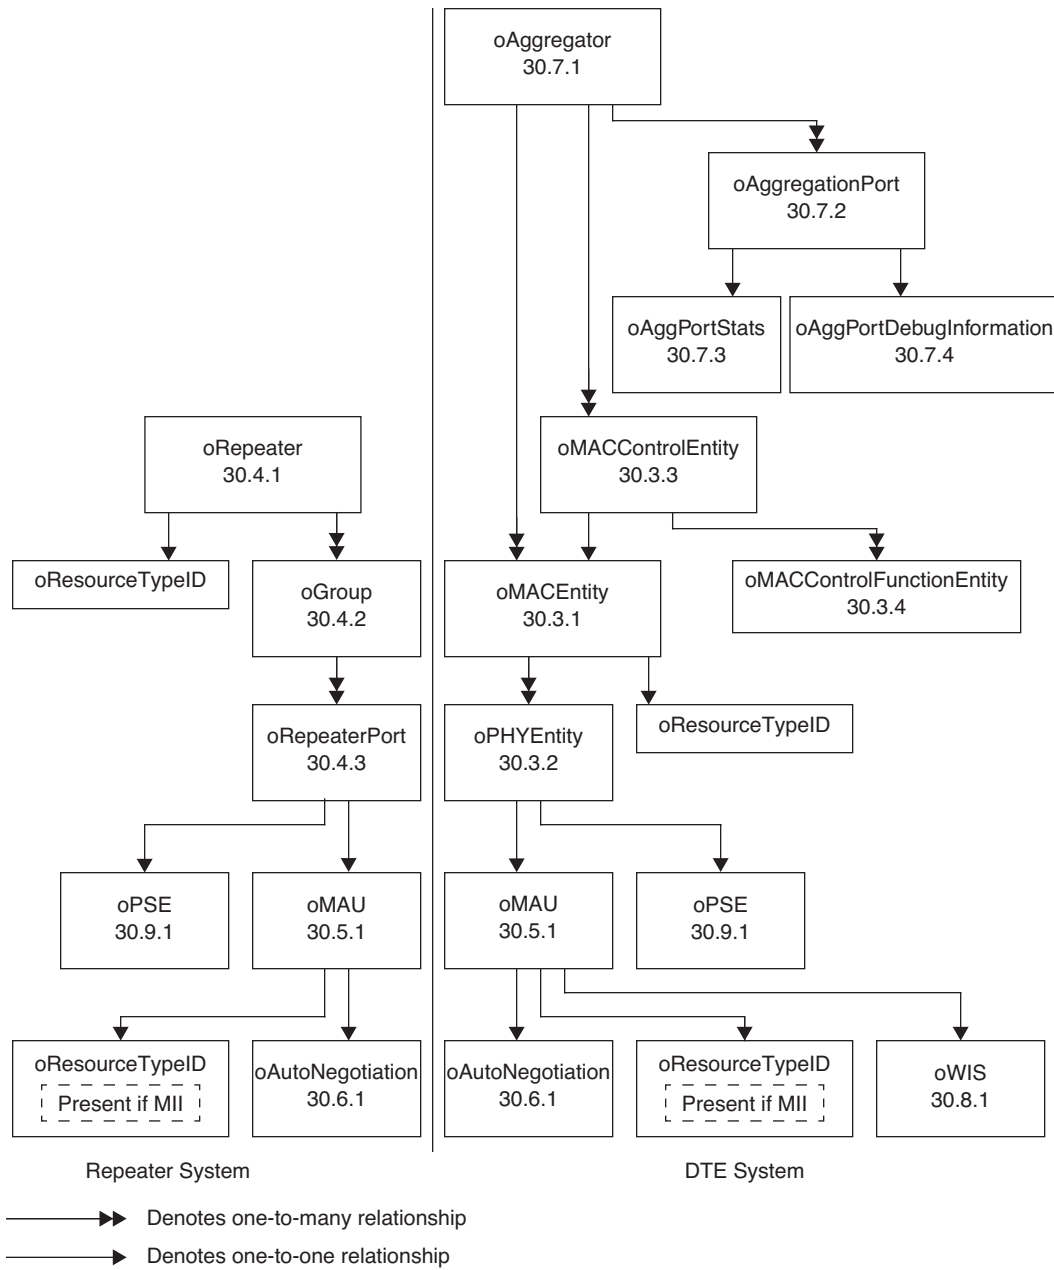 oAggregator
30.7.1
oAggregationPort
30.7.2
oAggPortStats
30.7.3
oAggPortDebugInformation
30.7.4
oRepeater
30.4.1
oMACControlEntity
30.3.3
oResourceTypeID
oGroup
30.4.2
oMACEntity
30.3.1
oMACControlFunctionEntity
30.3.4
oRepeaterPort
30.4.3
oPHYEntity
30.3.2
oResourceTypeID
oPSE
30.9.1
oMAU
30.5.1
oMAU
30.5.1
oPSE
30.9.1
oResourceTypeID
Present if MII
oAutoNegotiation
30.6.1
oAutoNegotiation
30.6.1
oResourceTypeID
Present if MII
oWIS
30.8.1
Repeater System
DTE System
Denotes one-to-many relationship
Denotes one-to-one relationship